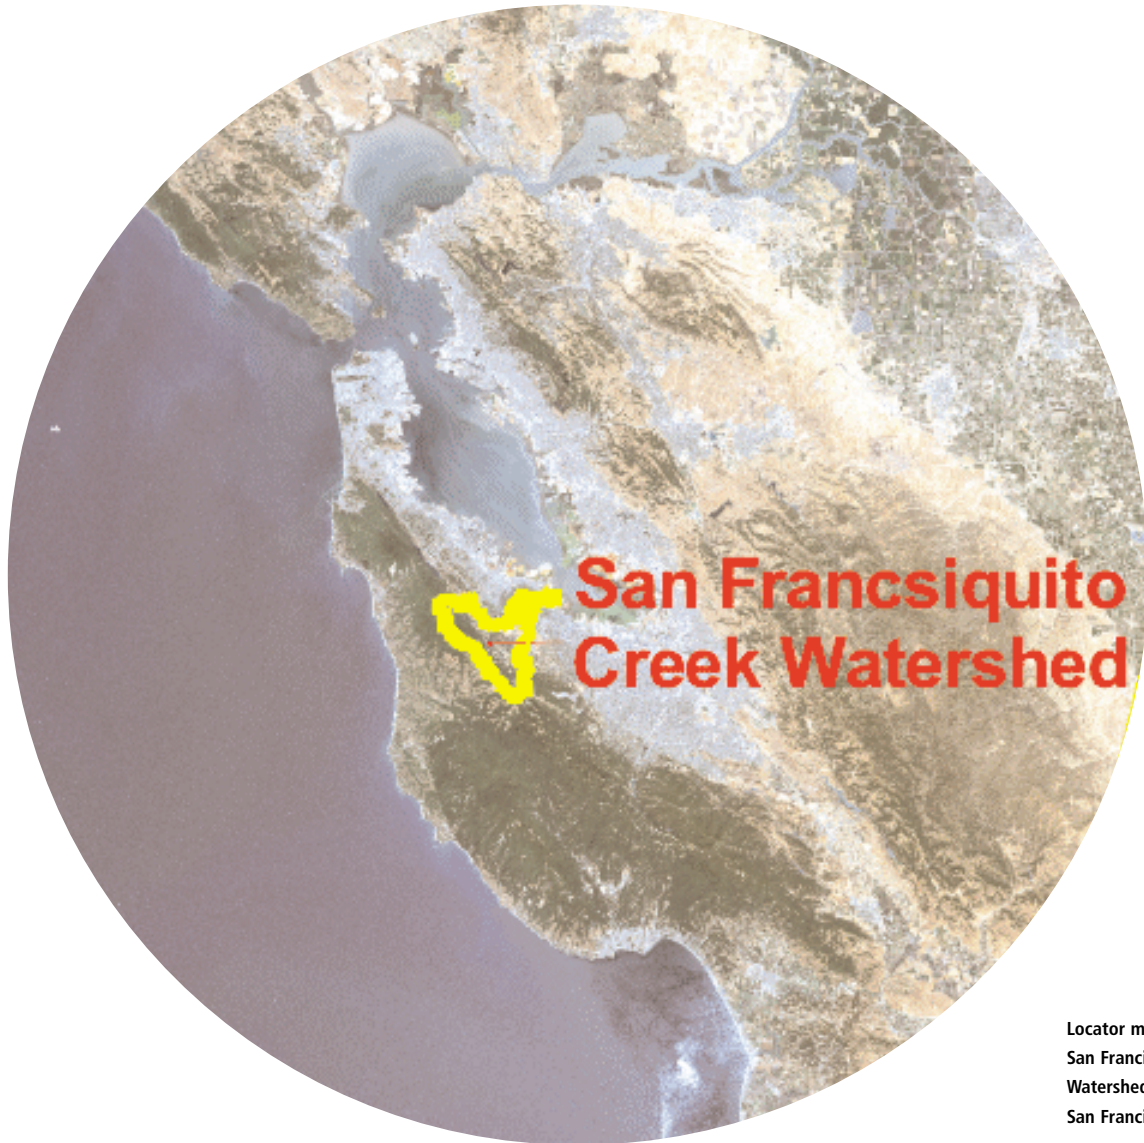 San Francsiquito
Creek Watershed
Locator m
San Franci
Watershed
San Franci